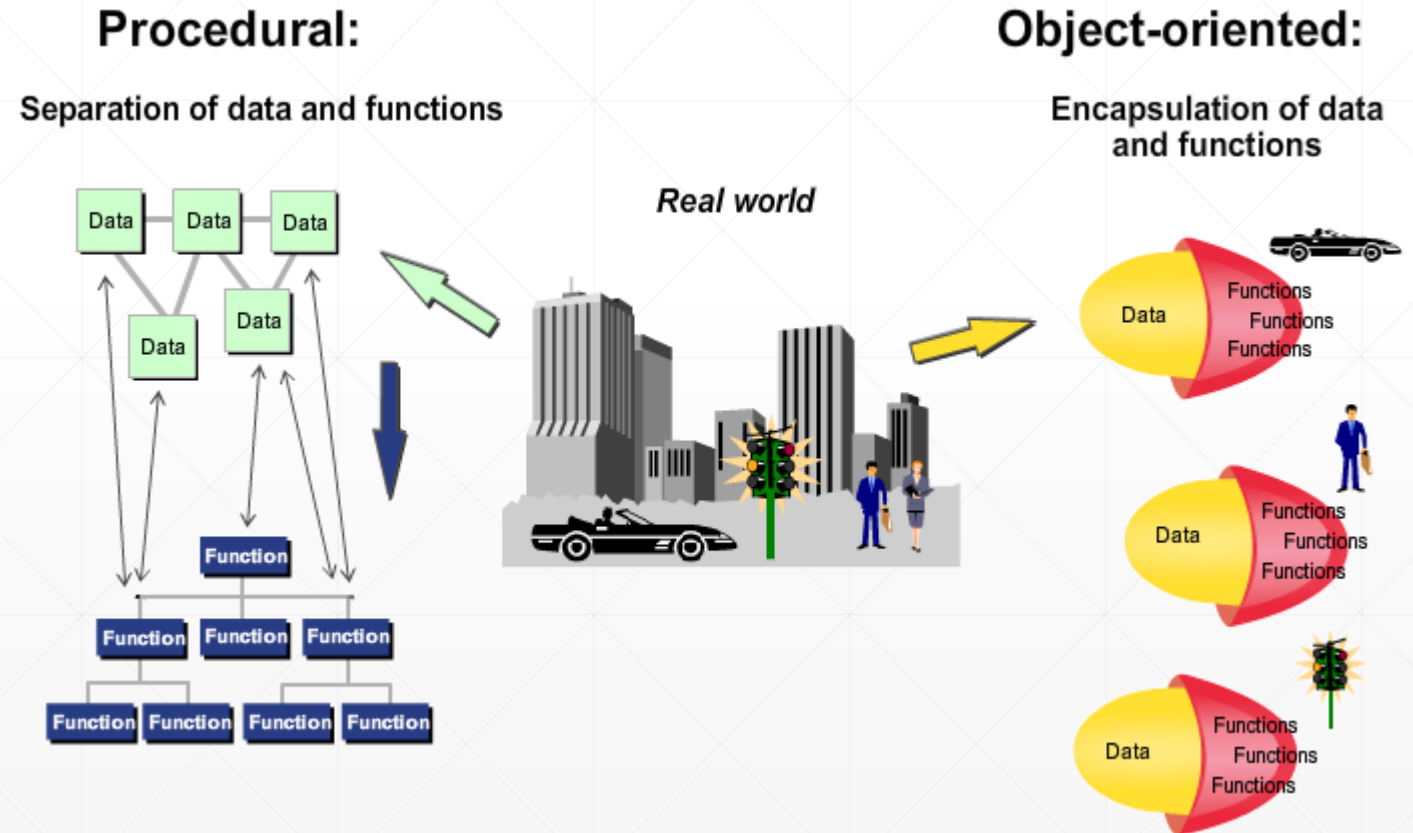 Procedural:
Separation of data and functions
Data
Data
Data
Data
Data
Function
Function
Function
Function
Function
Function
Function
Function
Real world
Object-oriented:
Encapsulation of data
and functions
Data
Functions
Functions
Functions
Data
Functions
Functions
Functions
Data
Functions
Functions
Functions